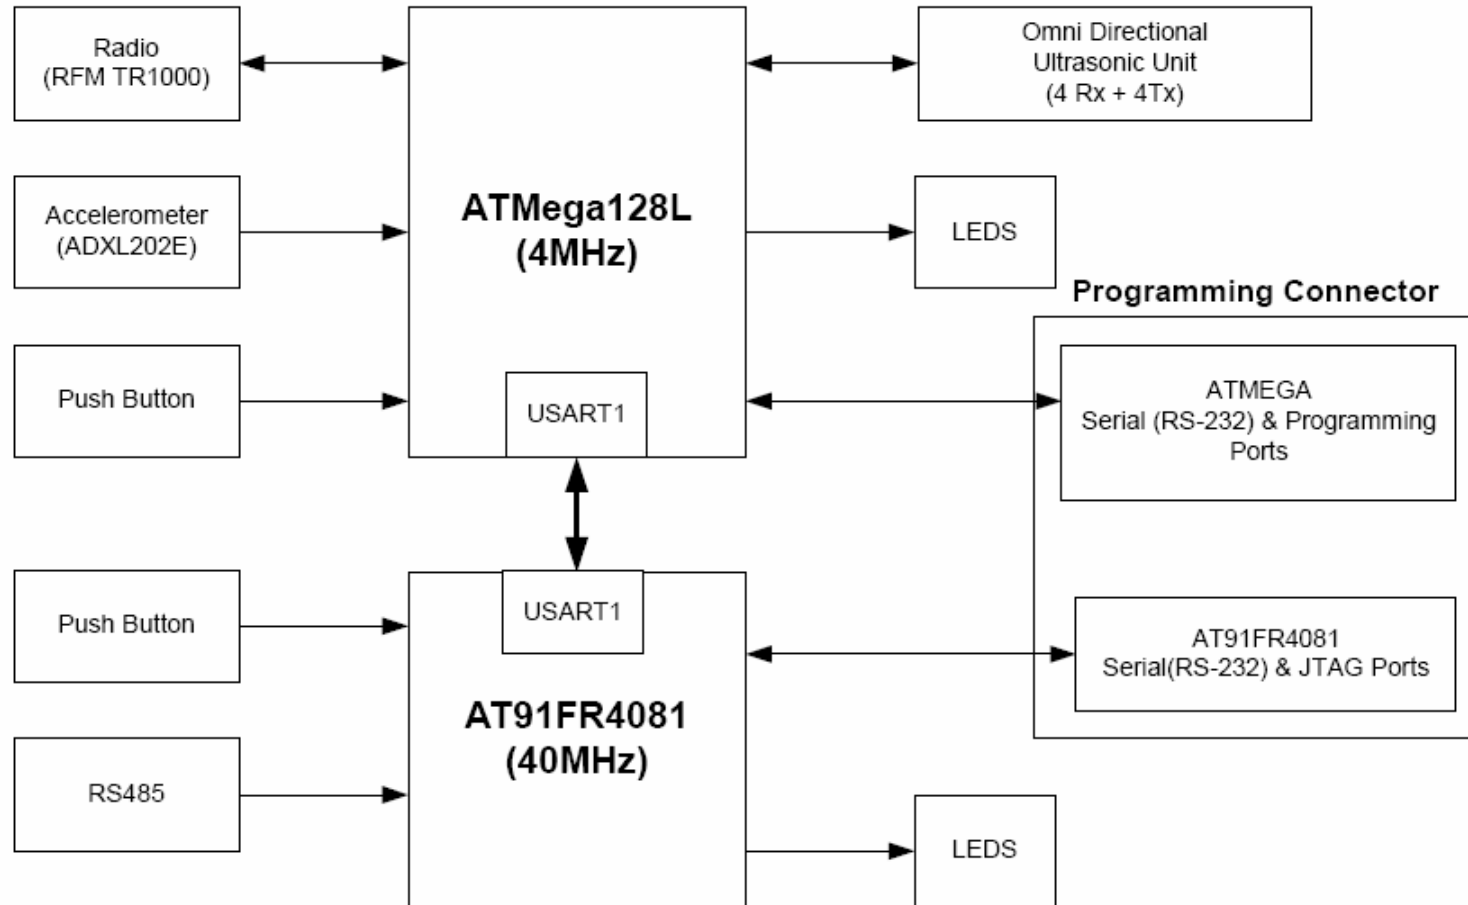 Radio
(RFM TR1000)
Omni Directional
Ultrasonic Unit
(4 Rx + 4Tx)
ATMega128L
(4MHz)
Accelerometer
(ADXL202E)
LEDS
Programming Connector
Push Button
USART1
ATMEGA
Serial (RS-232) & Programming
Ports
Push Button
USART1
AT91FR4081
Serial(RS-232) & JTAG Ports
AT91FR4081
(40MHz)
RS485
LEDS